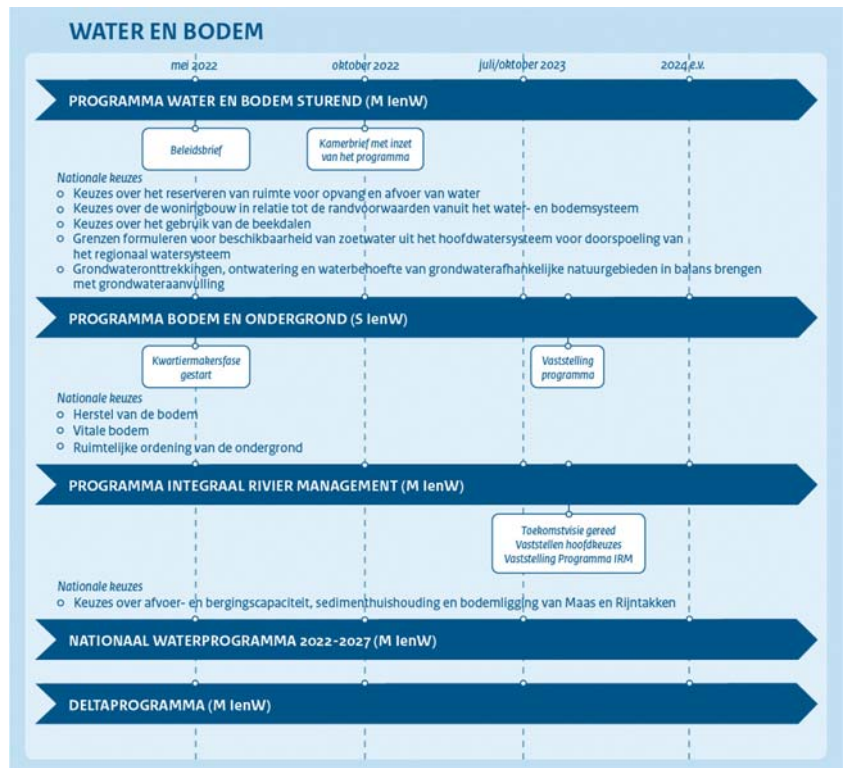 WATER EN BODEM
mei 2022
oktober 2022
juli/oktober 2023
2024 e.v.
PROGRAMMA WATER EN BODEM STUREND (M IenW)
Beleidsbrief
Kamerbrief met inzet
van het programma
Nationale keuzes
Keuzes over het reserveren van ruimte voor opvang en afvoer van water
Keuzes over de woningbouw in relatie tot de randvoorwaarden vanuit het water- en bodemsysteem
Keuzes over het gebruik van de beekdalen
Grenzen formuleren voor beschikbaarheid van zoetwater uit het hoofdwatersysteem voor doorspoeling van
het regionaal watersysteem
Grondwateronttrekkingen, ontwatering en waterbehoefte van grondwaterafhankelijke natuurgebieden in balans brengen
met grondwateraanvulling
PROGRAMMA BODEM EN ONDERGROND (S IenW)
Kwartiermakersfase
gestart
Vaststelling
programma
Nationale keuzes
Herstel van de bodem
Vitale bodem
Ruimtelijke ordening van de ondergrond
PROGRAMMA INTEGRAAL RIVIER MANAGEMENT (M IenW)
Toekomstvisie gereed
Vaststellen hoofdkeuzes
Vaststelling Programma IRM
Nationale keuzes
Keuzes over afvoer- en bergingscapaciteit, sedimenthuishouding en bodemligging van Maas en Rijntakken
NATIONAAL WATERPROGRAMMA 2022-2027 (M IenW)
DELTAPROGRAMMA (M IenW)